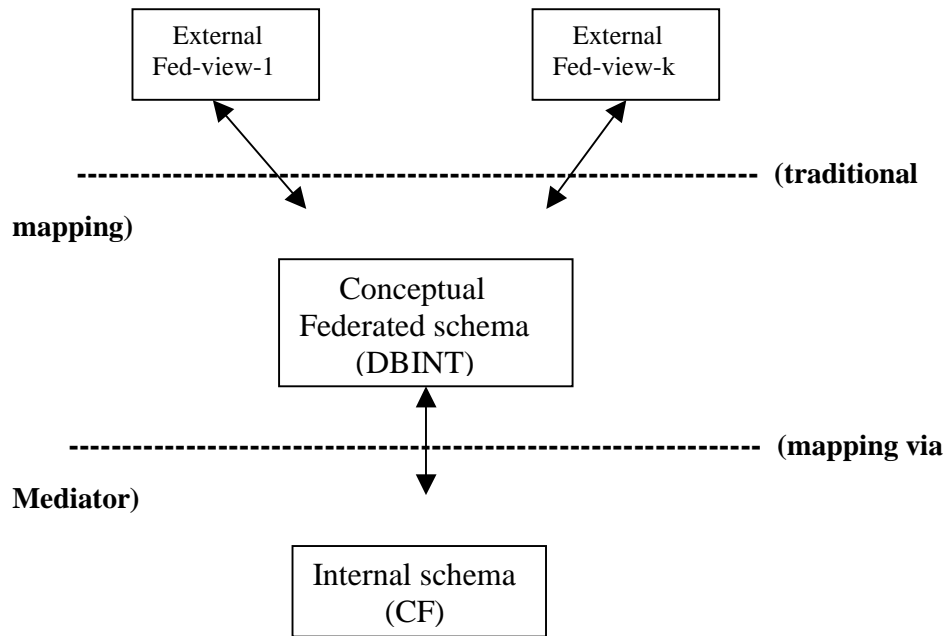 External
Fed-view-1
External
Fed-view-k
(traditional
mapping)
Conceptual
Federated schema
(DBINT)
(mapping via
Mediator)
Internal schema
(CF)